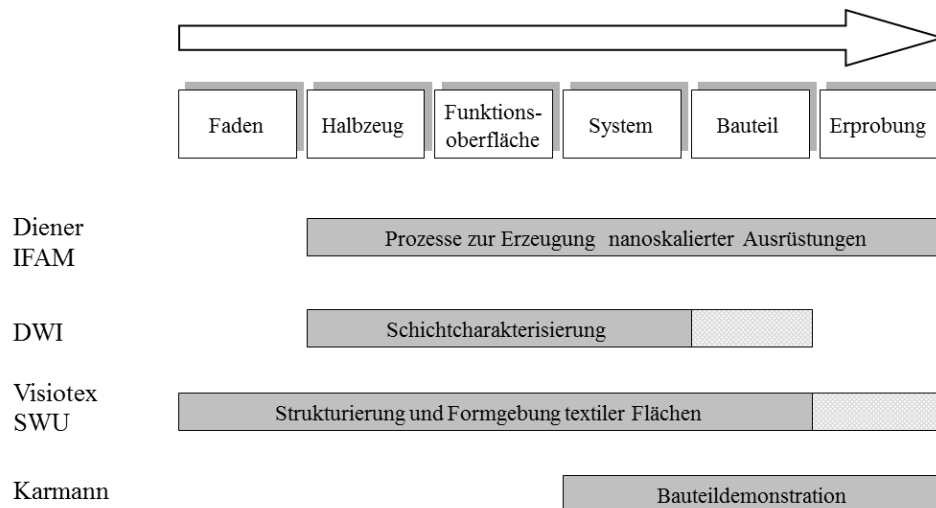 Faden
Halbzeug
Funktions-
oberfläche
System
Bauteil
Erprobung
Diener
IFAM
Prozesse zur Erzeugung nanoskalierter Ausrüstungen
DWI
Schichtcharakterisierung
Visiotex
SWU
Strukturierung und Formgebung textiler Flächen
Karmann
Bauteildemonstration